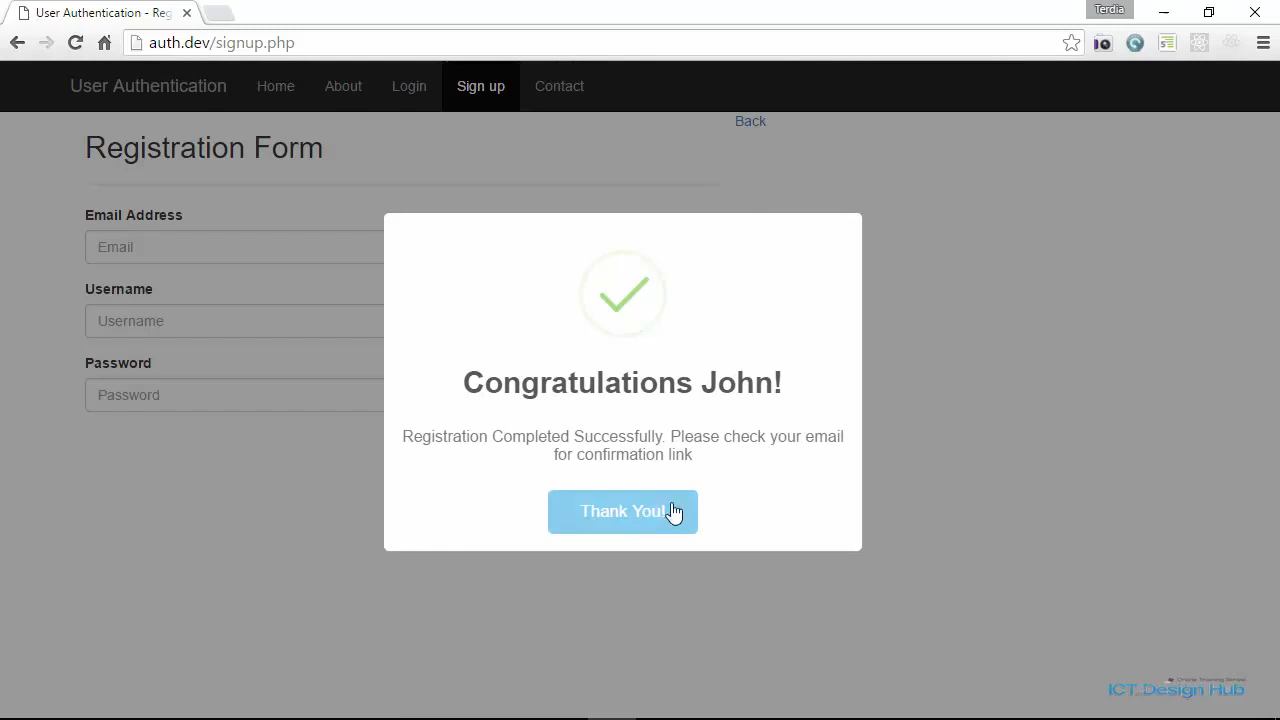 User Authentication - Reg
Terdia
auth.dev/signup.php
User Authentication
Home
About
Login
Sign up
Contact
Back
Registration Form
Email Address
Email
Username
Username
Password
Password
Congratulations John!
Registration Completed Successfully. Please check your email
for confirmation link
Thank You!
ICT Design Hub